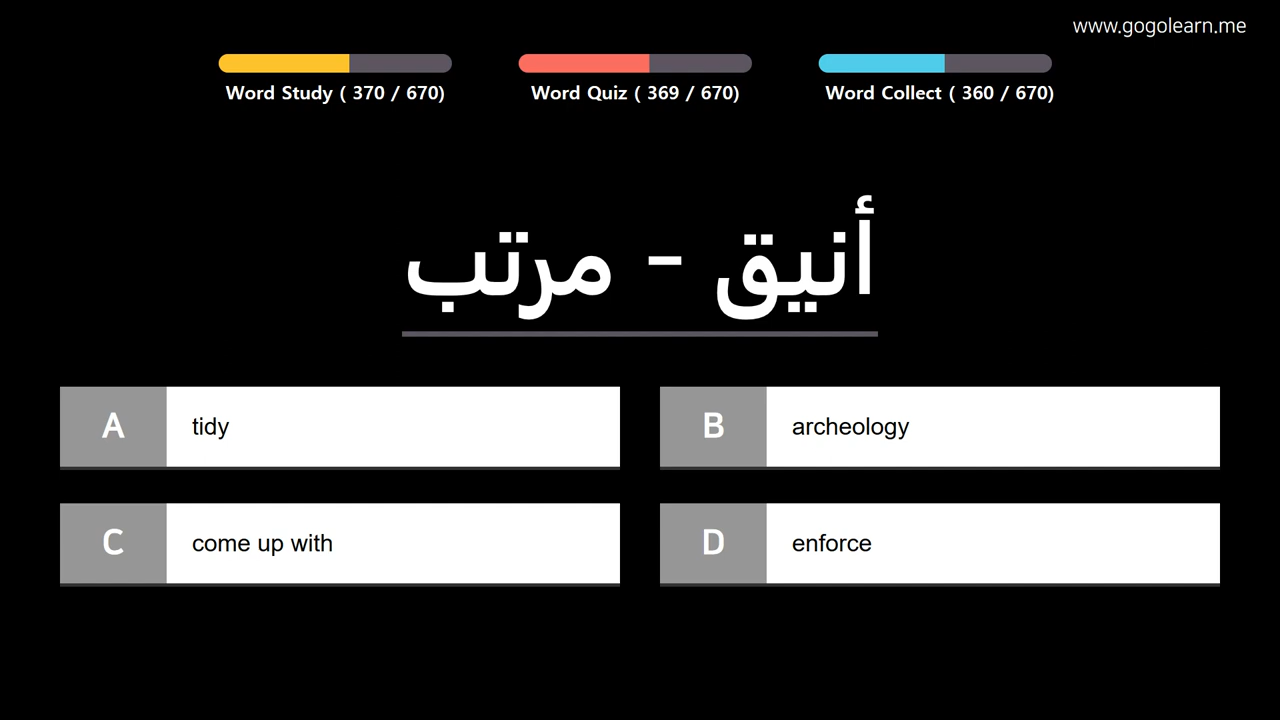 www.gogolearn.me
Word Study ( 370 / 670)
Word Quiz ( 369 / 670)
Word Collect ( 360 / 670)
أنيق - مرتب
A tidy
B archeology
C come up with
D enforce